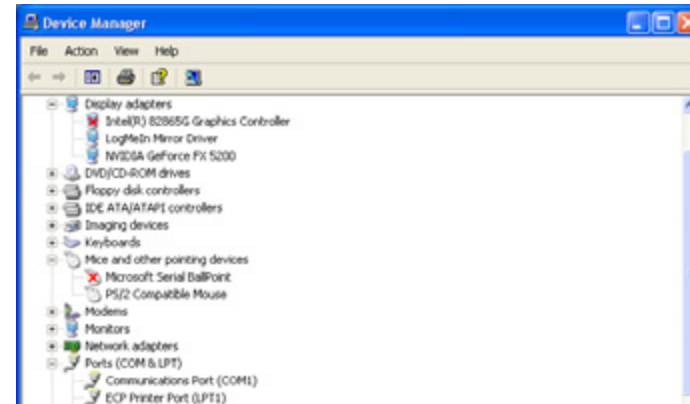 Device Manager
File Action View Help
Display adapters
Intel(R) 82865G Graphics Controller
LogMeIn Mirror Driver
NVIDIA GeForce FX 5200
DVD/CD-ROM drives
Floppy disk controllers
IDE ATA/ATAPI controllers
Imaging devices
Keyboards
Mice and other pointing devices
Microsoft Serial BallPoint
PS/2 Compatible Mouse
Modems
Monitors
Network adapters
Ports (COM & LPT)
Communications Port (COM1)
ECP Printer Port (LPT1)